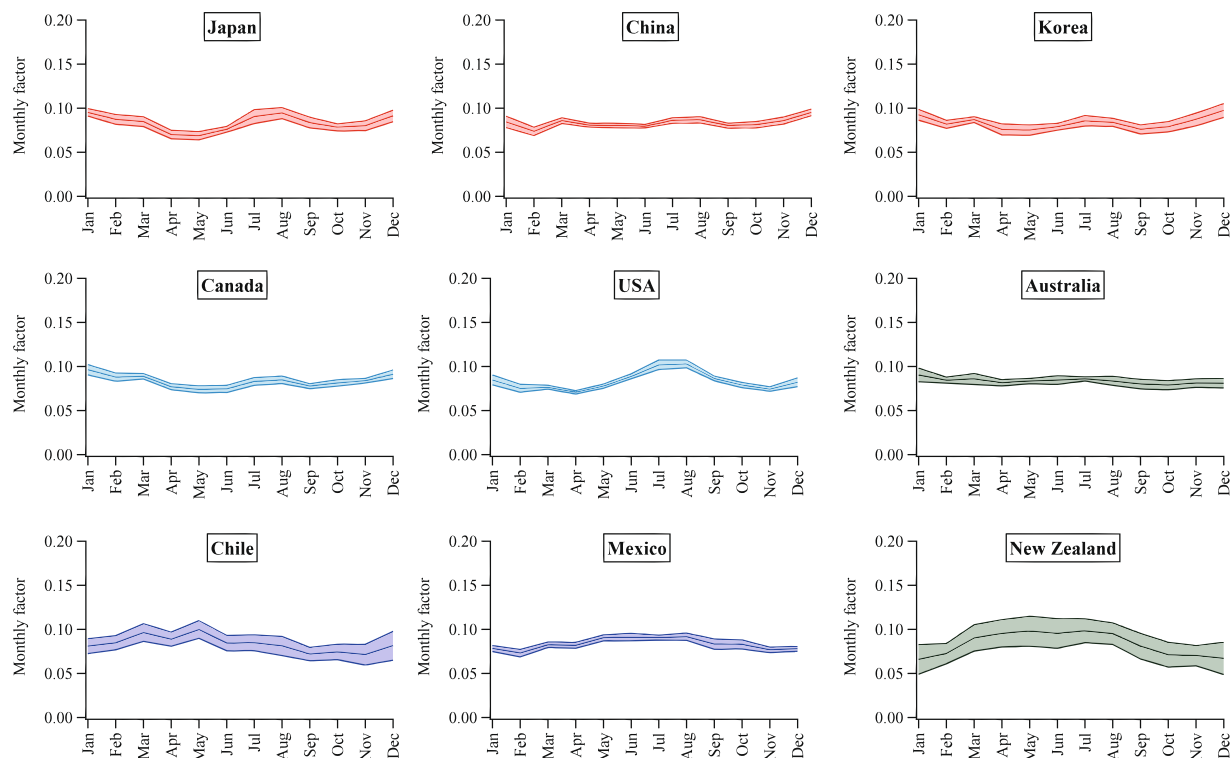 Japan
Monthly factor
0.20
0.15
0.10
0.05
0.00
Jan Feb Mar Apr May Jun Jul Aug Sep Oct Nov Dec
China
Monthly factor
0.20
0.15
0.10
0.05
0.00
Jan Feb Mar Apr May Jun Jul Aug Sep Oct Nov Dec
Korea
Monthly factor
0.20
0.15
0.10
0.05
0.00
Jan Feb Mar Apr May Jun Jul Aug Sep Oct Nov Dec
Canada
Monthly factor
0.20
0.15
0.10
0.05
0.00
Jan Feb Mar Apr May Jun Jul Aug Sep Oct Nov Dec
USA
Monthly factor
0.20
0.15
0.10
0.05
0.00
Jan Feb Mar Apr May Jun Jul Aug Sep Oct Nov Dec
Australia
Monthly factor
0.20
0.15
0.10
0.05
0.00
Jan Feb Mar Apr May Jun Jul Aug Sep Oct Nov Dec
Chile
Monthly factor
0.20
0.15
0.10
0.05
0.00
Jan Feb Mar Apr May Jun Jul Aug Sep Oct Nov Dec
Mexico
Monthly factor
0.20
0.15
0.10
0.05
0.00
Jan Feb Mar Apr May Jun Jul Aug Sep Oct Nov Dec
New Zealand
Monthly factor
0.20
0.15
0.10
0.05
0.00
Jan Feb Mar Apr May Jun Jul Aug Sep Oct Nov Dec